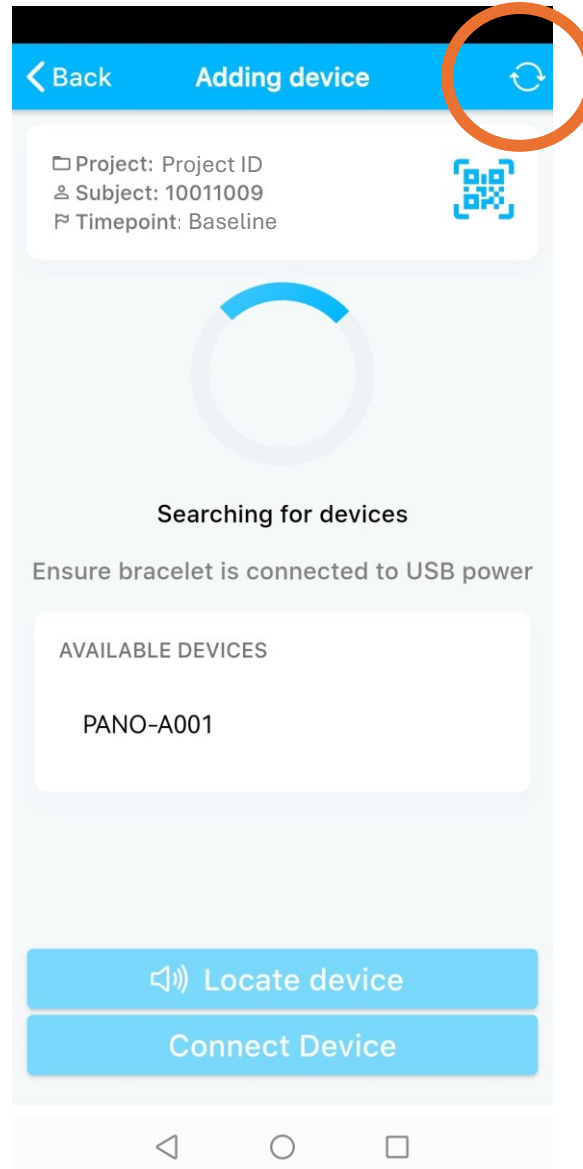 Back
Adding device
Project: Project ID
Subject: 10011009
Timepoint: Baseline
Searching for devices
Ensure bracelet is connected to USB power
AVAILABLE DEVICES
PANO-A001
Locate device
Connect Device